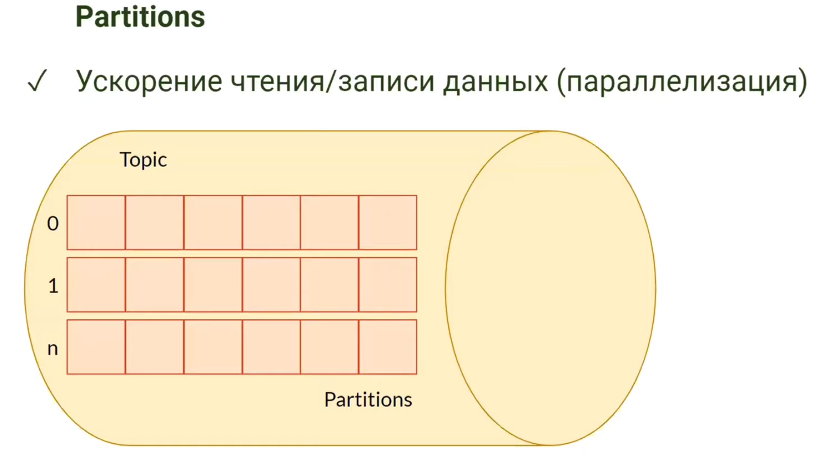 Partitions
✓ Ускорение чтения/записи данных (параллелизация)
Topic
0
1
n
Partitions